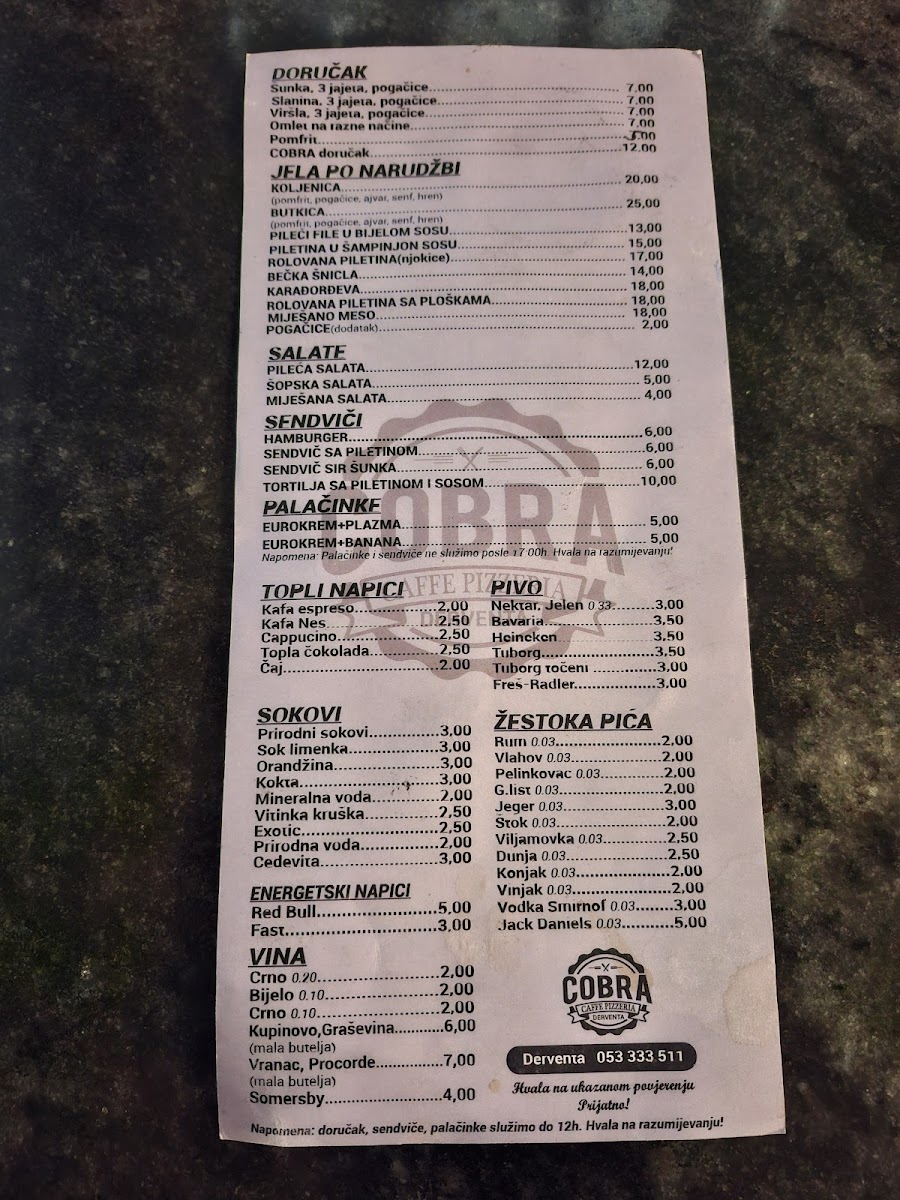 DORUČAK
Šunka, 3 jajeta, pogačice 7.00
Slanina, 3 jajeta, pogačice 7.00
Viršla, 3 jajeta, pogačice 7.00
Omlet na razne načine 7.00
Pomfrit
COBRA doručak 12.00
JELA PO NARUDŽBI
KOLJENICA 20,00
(pomfrit, pogačice, ajvar, senf, hren)
BUTKICA 25,00
(pomfrit, pogačice, ajvar, senf, hren)
PILEĆI FILE U BIJELOM SOSU 13,00
PILETINA U ŠAMPINJON SOSU 15,00
ROLOVANA PILETINA(njokice) 17,00
BEČKA ŠNICLA 14,00
KARAĐORĐEVA 18,00
ROLOVANA PILETINA SA PLOŠKAMA 18,00
MIJEŠANO MESO 18,00
POGAČICE(dodatak) 2,00
SALATE
PILEĆA SALATA 12,00
ŠOPSKA SALATA 5,00
MIJEŠANA SALATA 4,00
SENDVIČI
HAMBURGER 6,00
SENDVIČ SA PILETINOM 6,00
SENDVIČ SIR ŠUNKA 6,00
TORTILJA SA PILETINOM I SOSOM 10,00
PALAČINKE
EUROKREM+PLAZMA 5,00
EUROKREM+BANANA 5,00
Napomena: Palačinke i sendviče ne služimo posle 17 00h. Hvala na razumijevanju!
COBRA
CAFFE PIZZERIA
DERVENTA
TOPLI NAPICI
Kafa espreso 2,00
Kafa Nes 2,50
Cappucino 2,50
Topla čokolada 2,50
Čaj 2.00
PIVO
Nektar, Jelen 0 33 3,00
Bavaria 3,50
Heineken 3.50
Tuborg 3,50
Tuborg točeni 3,00
Freš-Radler 3,00
SOKOVI
Prirodni sokovi 3,00
Sok limenka 3,00
Orandžina 3,00
Kokta 3,00
Mineralna voda 2,00
Vitinka kruška 2,50
Exotic 2,50
Prirodna voda 2,00
Cedevita 3,00
ŽESTOKA PIĆA
Rum 0.03 2,00
Vlahov 0.03 2.00
Pelinkovac 0.03 2,00
G.list 0.03 2,00
Jeger 0.03 3,00
Štok 0.03 2,00
Viljamovka 0.03 2,50
Dunja 0.03 2.50
Konjak 0.03 2,00
Vinjak 0.03 2,00
Vodka Smirnof 0.03 3,00
Jack Daniels 0.03 5,00
ENERGETSKI NAPICI
Red Bull 5,00
Fast 3,00
VINA
Crno 0.20 2,00
Bijelo 0.10 2,00
Crno 0.10 2,00
Kupinovo,Graševina 6,00
(mala butelja)
Vranac, Procorde 7,00
(mala butelja)
Somersby 4,00
COBRA
CAFFE PIZZERIA
DERVENTA
Derventa 053 333 511
Hvala na ukazanom povjerenju
Prijatno!
Napomena: doručak, sendviče, palačinke služimo do 12h. Hvala na razumijevanju!